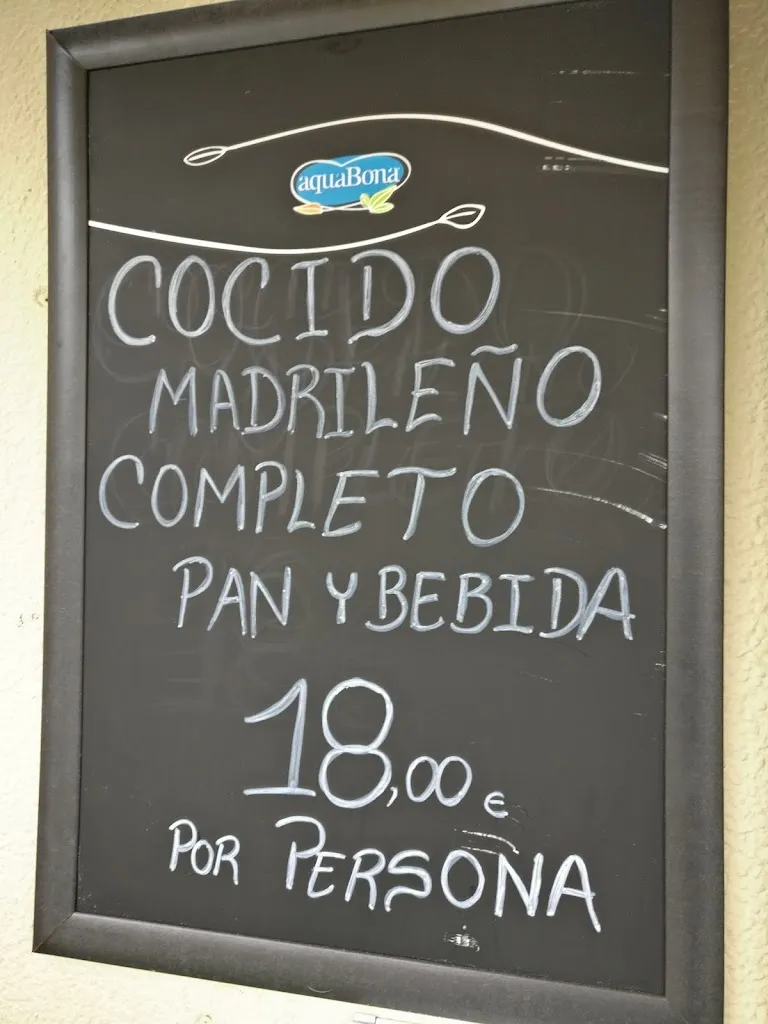 aquaBona
COCIDO
MADRILEÑO
COMPLETO
PAN Y BEBIDA
18,00 €
POR PERSONA